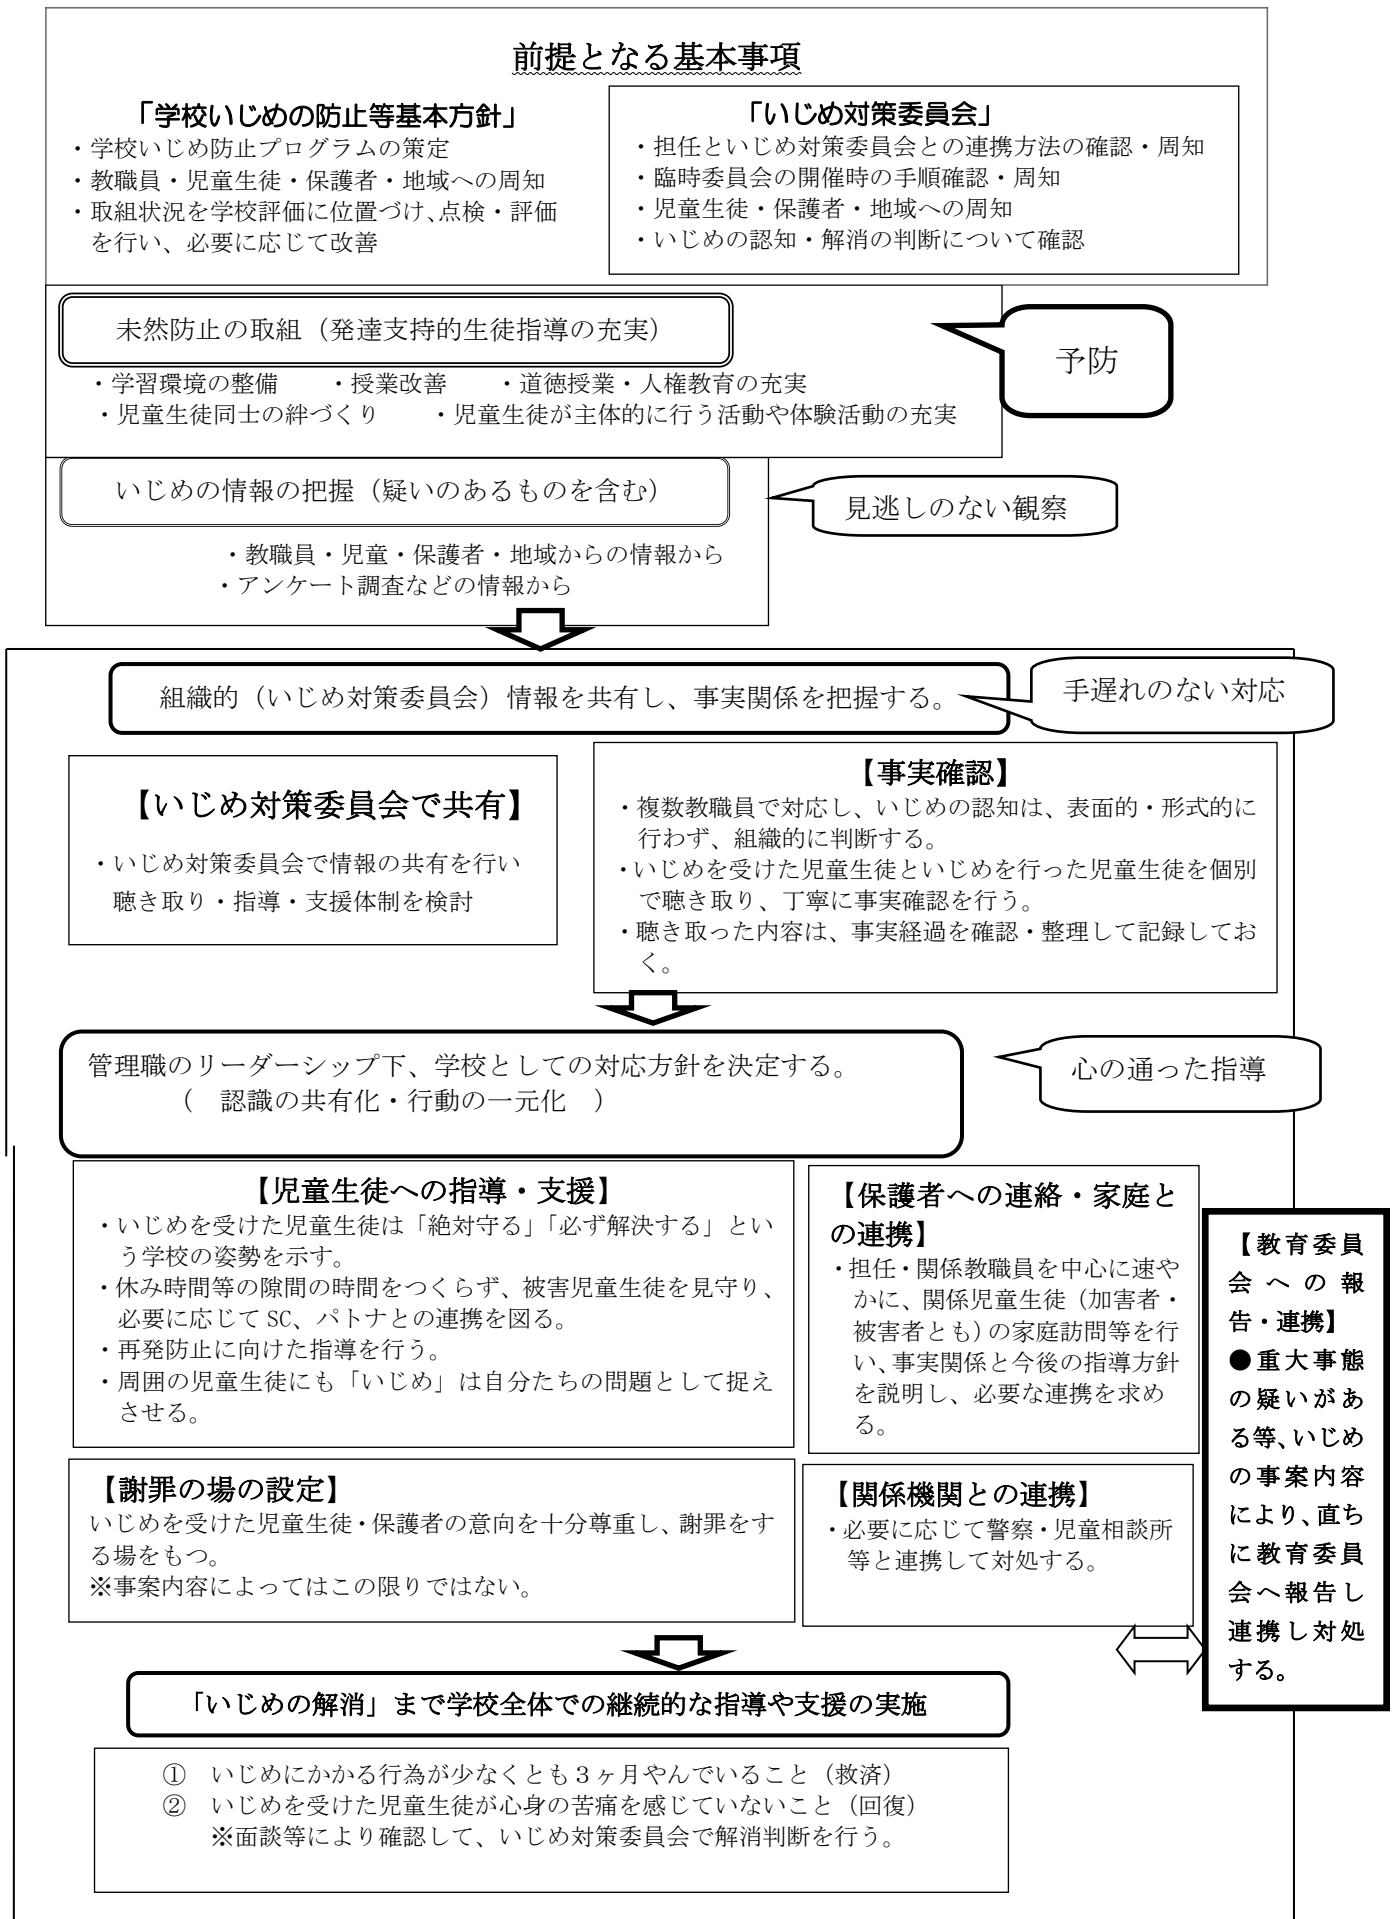 前提となる基本事項
「学校いじめの防止等基本方針」
・学校いじめ防止プログラムの策定
・教職員・児童生徒・保護者・地域への周知
・取組状況を学校評価に位置づけ、点検・評価
を行い、必要に応じて改善
「いじめ対策委員会」
・担任といじめ対策委員会との連携方法の確認・周知
・臨時委員会の開催時の手順確認・周知
・児童生徒・保護者・地域への周知
・いじめの認知・解消の判断について確認
未然防止の取組（発達支持的生徒指導の充実）
予防
・学習環境の整備　・授業改善　・道徳授業・人権教育の充実
・児童生徒同士の絆づくり　・児童生徒が主体的に行う活動や体験活動の充実
いじめの情報の把握（疑いのあるものを含む）
見逃しのない観察
・教職員・児童・保護者・地域からの情報から
・アンケート調査などの情報から
組織的（いじめ対策委員会）情報を共有し、事実関係を把握する。
手遅れのない対応
【いじめ対策委員会で共有】
・いじめ対策委員会で情報の共有を行い
聴き取り・指導・支援体制を検討
【事実確認】
・複数教職員で対応し、いじめの認知は、表面的・形式的に
行わず、組織的に判断する。
・いじめを受けた児童生徒といじめを行った児童生徒を個別
で聴き取り、丁寧に事実確認を行う。
・聴き取った内容は、事実経過を確認・整理して記録してお
く。
管理職のリーダーシップ下、学校としての対応方針を決定する。
（　認識の共有化・行動の一元化　）
心の通った指導
【児童生徒への指導・支援】
・いじめを受けた児童生徒は「絶対守る」「必ず解決する」とい
う学校の姿勢を示す。
・休み時間等の隙間の時間をつくらず、被害児童生徒を見守り、
必要に応じて SC、パトナとの連携を図る。
・再発防止に向けた指導を行う。
・周囲の児童生徒にも「いじめ」は自分たちの問題として捉え
させる。
【保護者への連絡・家庭と
の連携】
・担任・関係教職員を中心に速や
かに、関係児童生徒（加害者・
被害者とも）の家庭訪問等を行
い、事実関係と今後の指導方針
を説明し、必要な連携を求め
る。
【教育委員
会への報
告・連携】
●重大事態
の疑いがあ
る等、いじめ
の事案内容
により、直ち
に教育委員
会へ報告し
連携し対処
する。
【謝罪の場の設定】
いじめを受けた児童生徒・保護者の意向を十分尊重し、謝罪をす
る場をもつ。
※事案内容によってはこの限りではない。
【関係機関との連携】
・必要に応じて警察・児童相談所
等と連携して対処する。
「いじめの解消」まで学校全体での継続的な指導や支援の実施
①　いじめにかかる行為が少なくとも３ヶ月やんでいること（救済）
②　いじめを受けた児童生徒が心身の苦痛を感じていないこと（回復）
※面談等により確認して、いじめ対策委員会で解消判断を行う。